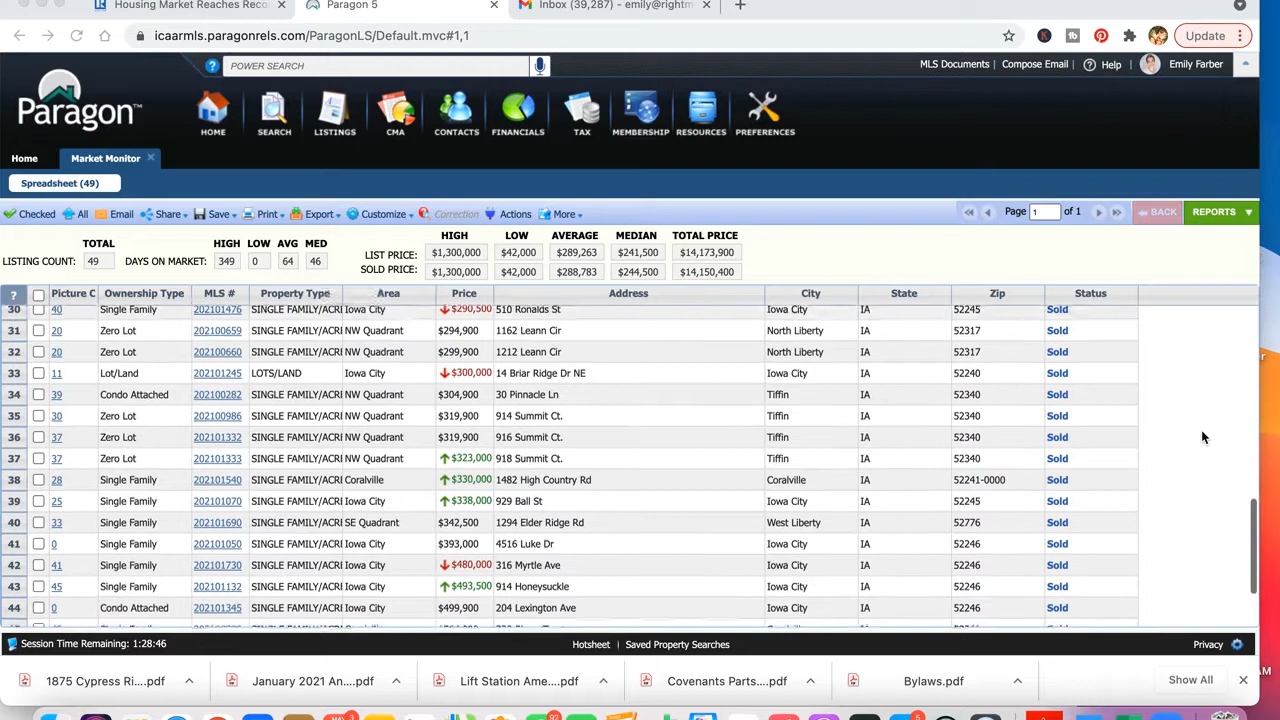 Housing Market Reaches Reco
Paragon 5
Inbox (39,287) - emily@rightm
icaarmls.paragonrels.com/ParagonLS/Default.mvc#1,1
Update
POWER SEARCH
MLS Documents | Compose Email | Help | Emily Farber
Paragon™
HOME SEARCH LISTINGS CMA CONTACTS FINANCIALS TAX MEMBERSHIP RESOURCES PREFERENCES
Home Market Monitor
Spreadsheet (49)
Checked All Email Share Save Print Export Customize Correction Actions More Page 1 of 1 BACK REPORTS
TOTAL HIGH LOW AVG MED HIGH LOW AVERAGE MEDIAN TOTAL PRICE
LISTING COUNT: 49 DAYS ON MARKET: 349 0 64 46
LIST PRICE: $1,300,000 $42,000 $289,263 $241,500 $14,173,900
SOLD PRICE: $1,300,000 $42,000 $288,783 $244,500 $14,150,400
? Picture C Ownership Type MLS # Property Type Area Price Address City State Zip Status
30 40 Single Family 202101476 SINGLE FAMILY/ACRE Iowa City $290,500 510 Ronalds St Iowa City IA 52245 Sold
31 20 Zero Lot 202100659 SINGLE FAMILY/ACRE NW Quadrant $294,900 1162 Leann Cir North Liberty IA 52317 Sold
32 20 Zero Lot 202100660 SINGLE FAMILY/ACRE NW Quadrant $299,900 1212 Leann Cir North Liberty IA 52317 Sold
33 11 Lot/Land 202101245 LOTS/LAND Iowa City $300,000 14 Briar Ridge Dr NE Iowa City IA 52240 Sold
34 39 Condo Attached 202100282 SINGLE FAMILY/ACRE NW Quadrant $304,900 30 Pinnacle Ln Tiffin IA 52340 Sold
35 30 Zero Lot 202100986 SINGLE FAMILY/ACRE NW Quadrant $319,900 914 Summit Ct. Tiffin IA 52340 Sold
36 37 Zero Lot 202101332 SINGLE FAMILY/ACRE NW Quadrant $319,900 916 Summit Ct. Tiffin IA 52340 Sold
37 37 Zero Lot 202101333 SINGLE FAMILY/ACRE NW Quadrant $323,000 918 Summit Ct. Tiffin IA 52340 Sold
38 28 Single Family 202101540 SINGLE FAMILY/ACRE Coralville $330,000 1482 High Country Rd Coralville IA 52241-0000 Sold
39 25 Single Family 202101070 SINGLE FAMILY/ACRE Iowa City $338,000 929 Ball St Iowa City IA 52245 Sold
40 33 Single Family 202101690 SINGLE FAMILY/ACRE SE Quadrant $342,500 1294 Elder Ridge Rd West Liberty IA 52776 Sold
41 0 Single Family 202101050 SINGLE FAMILY/ACRE Iowa City $393,000 4516 Luke Dr Iowa City IA 52246 Sold
42 41 Single Family 202101730 SINGLE FAMILY/ACRE Iowa City $480,000 316 Myrtle Ave Iowa City IA 52246 Sold
43 45 Single Family 202101132 SINGLE FAMILY/ACRE Iowa City $493,500 914 Honeysuckle Iowa City IA 52246 Sold
44 0 Condo Attached 202101345 SINGLE FAMILY/ACRE Iowa City $499,900 204 Lexington Ave Iowa City IA 52246 Sold
Session Time Remaining: 1:28:46 Hotsheet | Saved Property Searches Privacy
1875 Cypress Ri....pdf January 2021 An....pdf Lift Station Ame....pdf Covenants Parts....pdf Bylaws.pdf Show All